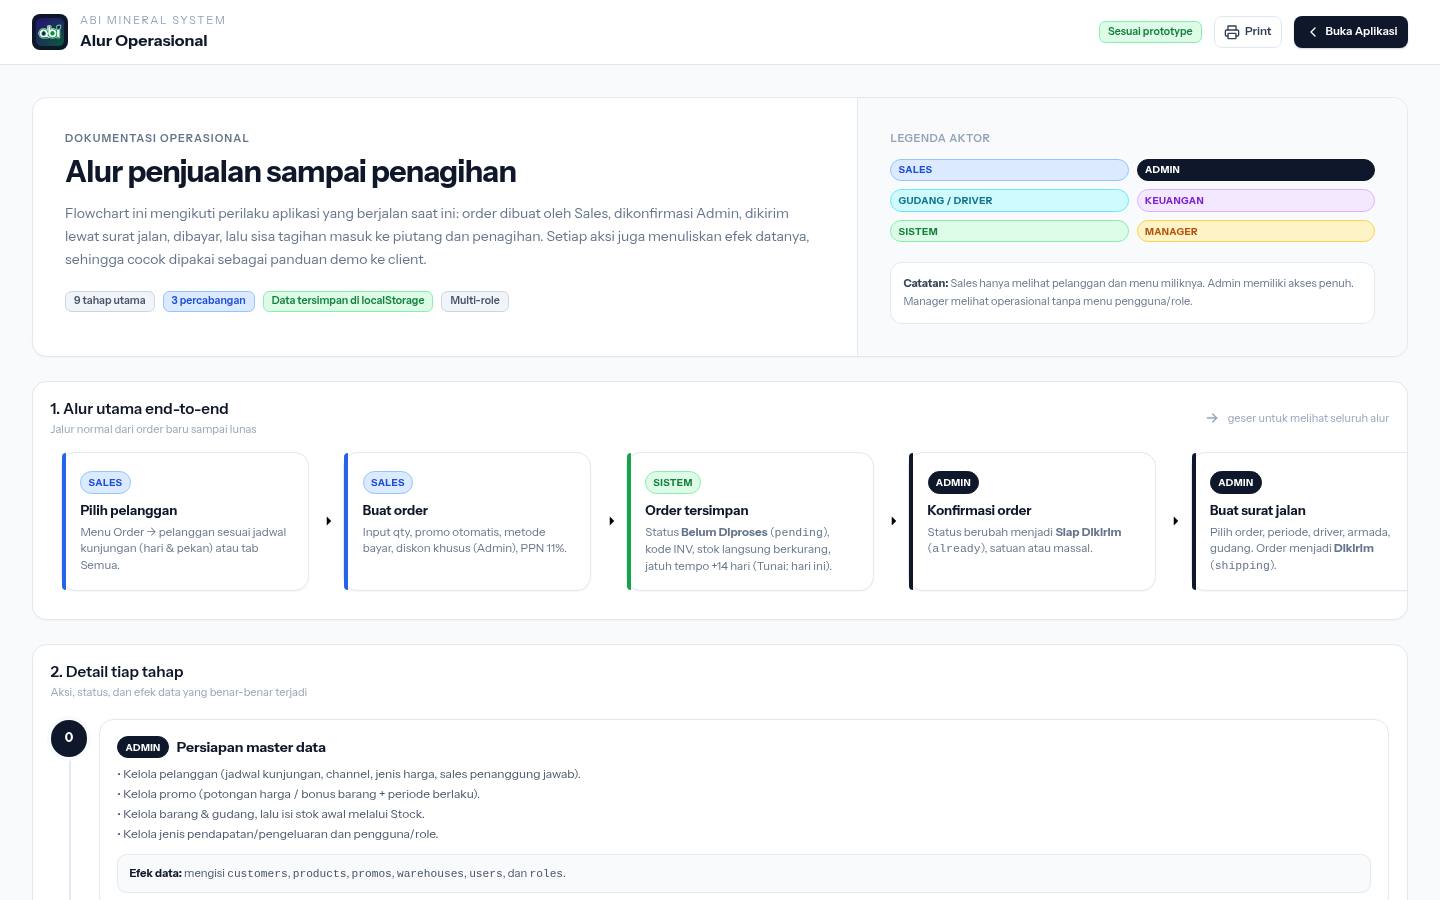 abi
ABI MINERAL SYSTEM
Alur Operasional
Sesuai prototype
Print
Buka Aplikasi
DOKUMENTASI OPERASIONAL
Alur penjualan sampai penagihan
Flowchart ini mengikuti perilaku aplikasi yang berjalan saat ini: order dibuat oleh Sales, dikonfirmasi Admin, dikirim
lewat surat jalan, dibayar, lalu sisa tagihan masuk ke piutang dan penagihan. Setiap aksi juga menuliskan efek datanya,
sehingga cocok dipakai sebagai panduan demo ke client.
9 tahap utama
3 percabangan
Data tersimpan di localStorage
Multi-role
LEGENDA AKTOR
SALES
ADMIN
GUDANG / DRIVER
KEUANGAN
SISTEM
MANAGER
Catatan: Sales hanya melihat pelanggan dan menu miliknya. Admin memiliki akses penuh.
Manager melihat operasional tanpa menu pengguna/role.
1. Alur utama end-to-end
Jalur normal dari order baru sampai lunas
→ geser untuk melihat seluruh alur
SALES
Pilih pelanggan
Menu Order → pelanggan sesuai jadwal
kunjungan (hari & pekan) atau tab
Semua.
SALES
Buat order
Input qty, promo otomatis, metode
bayar, diskon khusus (Admin), PPN 11%.
SISTEM
Order tersimpan
Status Belum Diproses (pending),
kode INV, stok langsung berkurang,
jatuh tempo +14 hari (Tunai: hari ini).
ADMIN
Konfirmasi order
Status berubah menjadi Siap Dikirim
(already), satuan atau massal.
ADMIN
Buat surat jalan
Pilih order, periode, driver, armada,
gudang. Order menjadi Dikirim
(shipping).
2. Detail tiap tahap
Aksi, status, dan efek data yang benar-benar terjadi
0
ADMIN
Persiapan master data
• Kelola pelanggan (jadwal kunjungan, channel, jenis harga, sales penanggung jawab).
• Kelola promo (potongan harga / bonus barang + periode berlaku).
• Kelola barang & gudang, lalu isi stok awal melalui Stock.
• Kelola jenis pendapatan/pengeluaran dan pengguna/role.
Efek data: mengisi customers, products, promos, warehouses, users, dan roles.